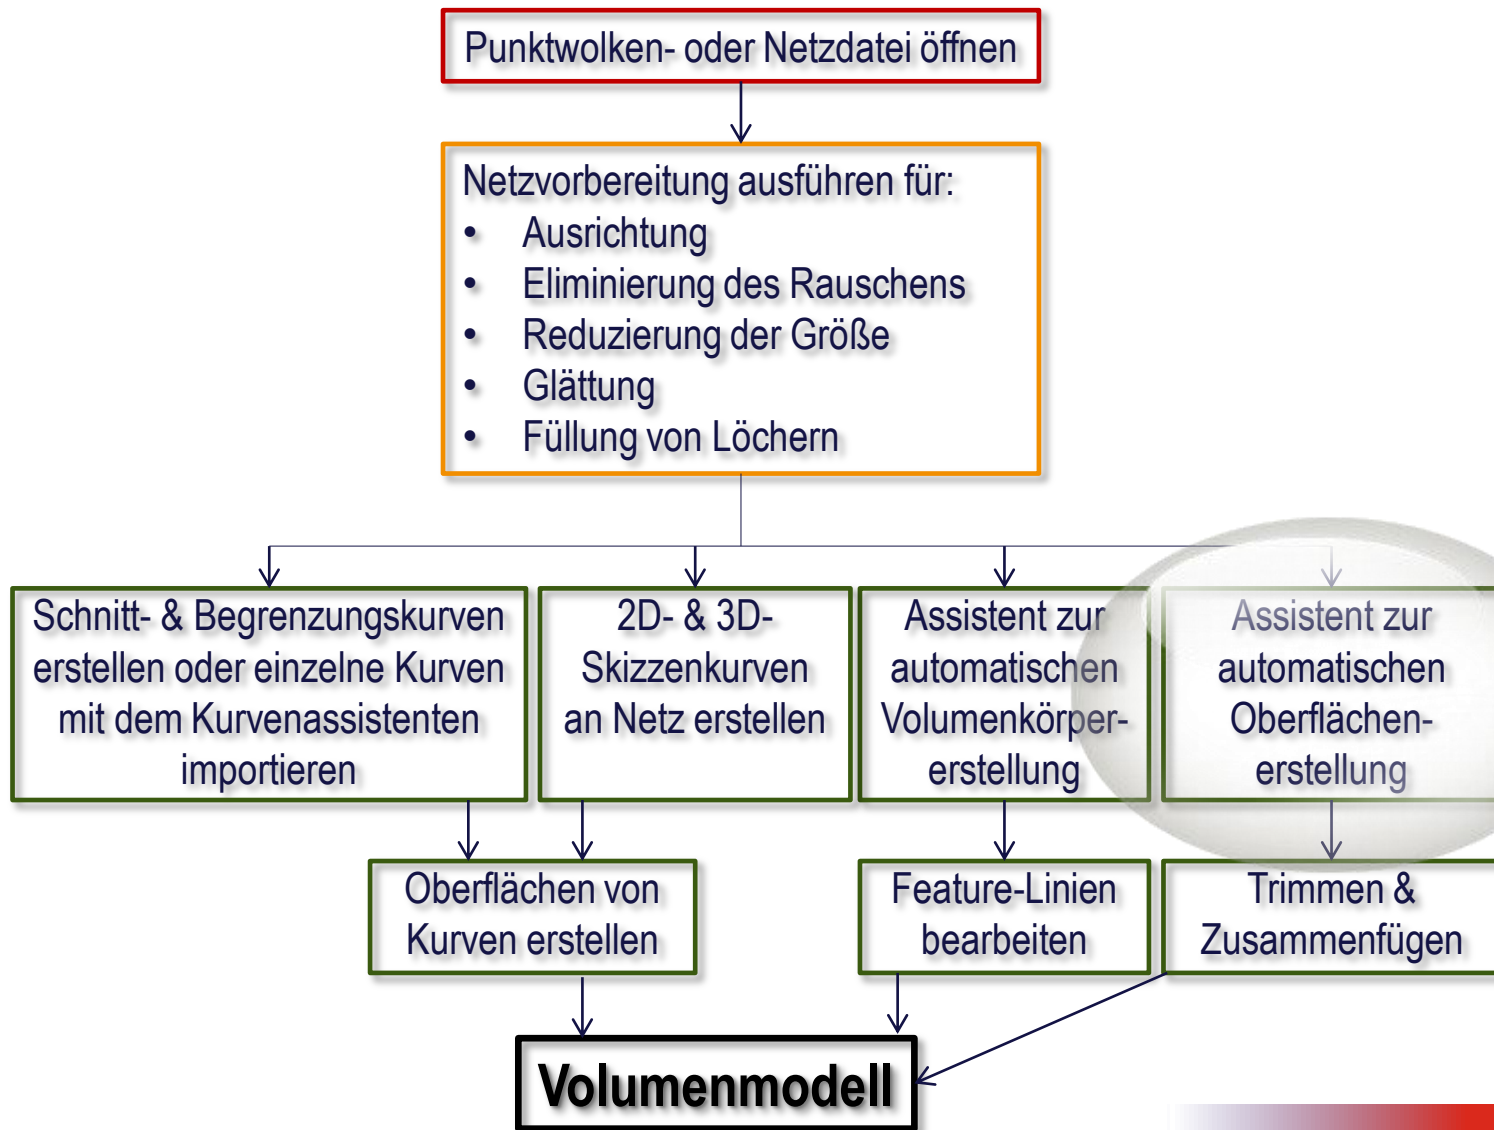 Punktwolken- oder Netzdatei öffnen
Netzvorbereitung ausführen für:
• Ausrichtung
• Eliminierung des Rauschens
• Reduzierung der Größe
• Glättung
• Füllung von Löchern
Schnitt- & Begrenzungskurven
erstellen oder einzelne Kurven
mit dem Kurvenassistenten
importieren
2D- & 3D-
Skizzenkurven
an Netz erstellen
Assistent zur
automatischen
Volumenkörper-
erstellung
Assistent zur
automatischen
Oberflächen-
erstellung
Oberflächen von
Kurven erstellen
Feature-Linien
bearbeiten
Trimmen &
Zusammenfügen
Volumenmodell